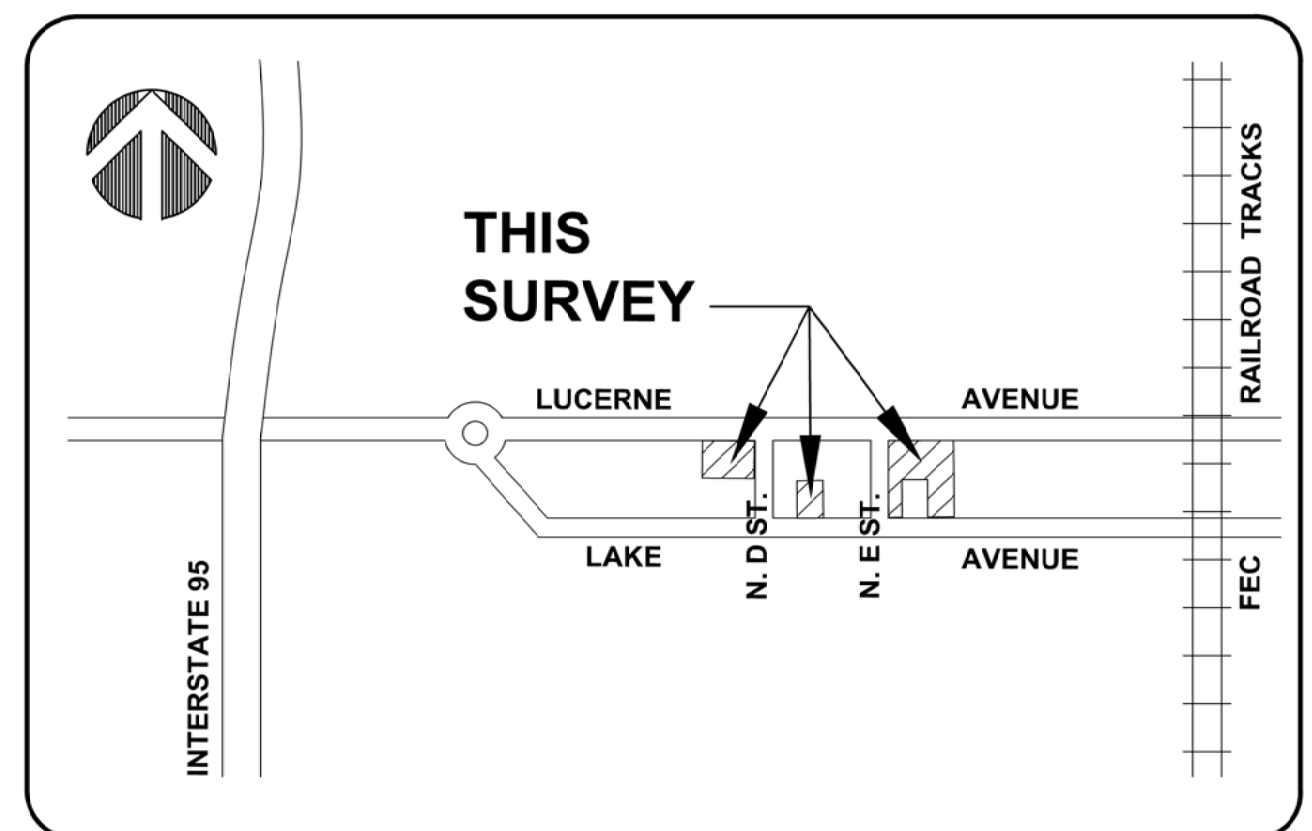 THIS
SURVEY
LUCERNE AVENUE
LAKE AVENUE
N. D ST.
N. E ST.
INTERSTATE 95
FEC RAILROAD TRACKS